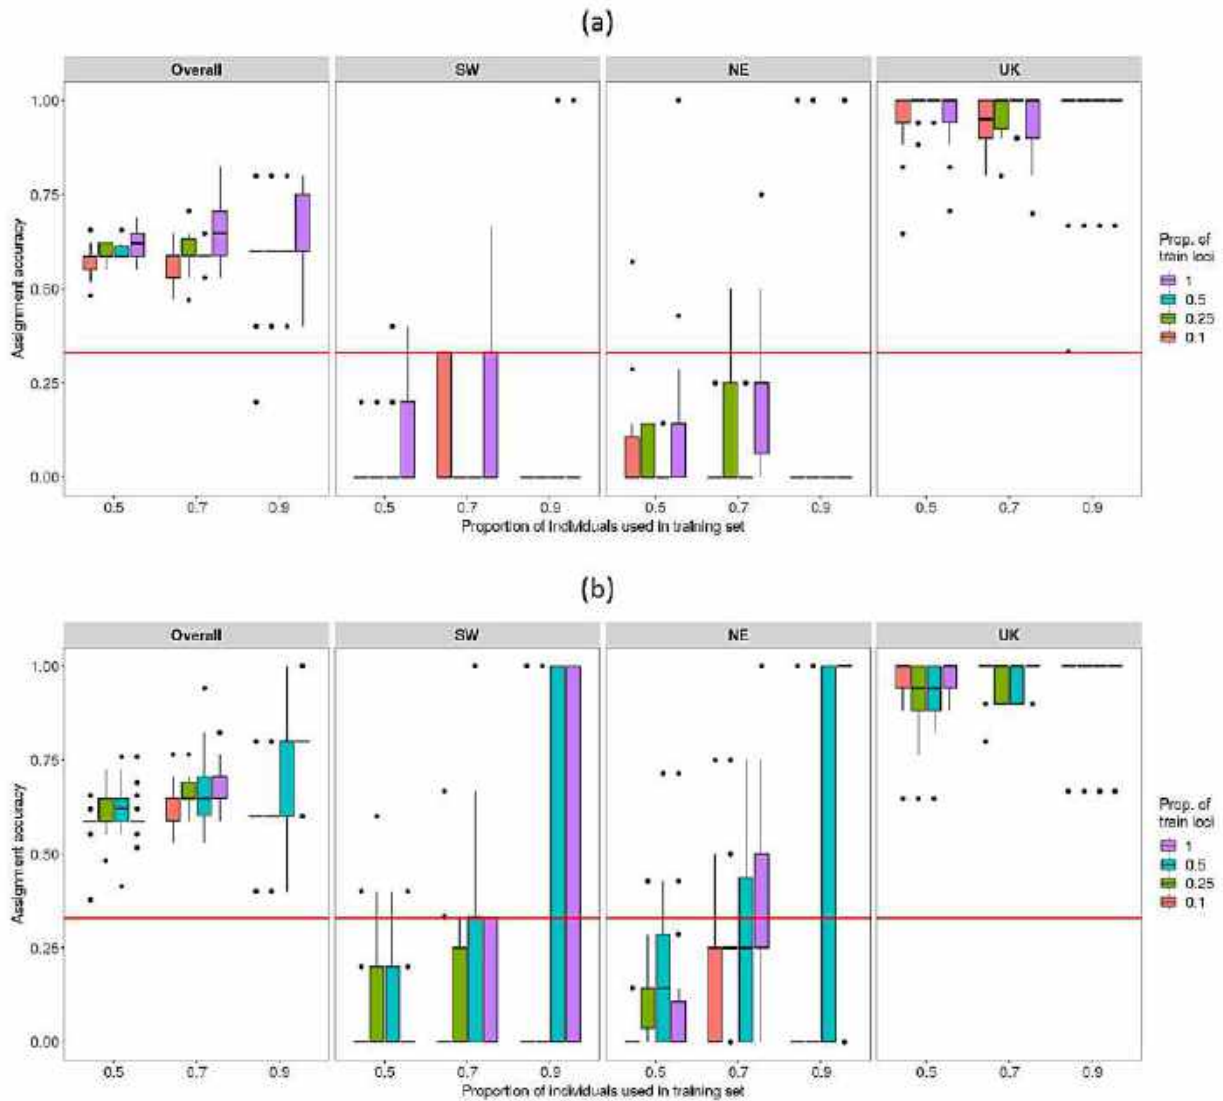 (a)
Overall SW NE UK
1.00
0.75
0.50
0.25
0.00
Assignment accuracy
0.5 0.7 0.9 0.5 0.7 0.9 0.5 0.7 0.9 0.5 0.7 0.9
Proportion of individuals used in training set
Prop. of
train loci
1
0.5
0.25
0.1
(b)
Overall SW NE UK
1.00
0.75
0.50
0.25
0.00
Assignment accuracy
0.5 0.7 0.9 0.5 0.7 0.9 0.5 0.7 0.9 0.5 0.7 0.9
Proportion of individuals used in training set
Prop. of
train loci
1
0.5
0.25
0.1